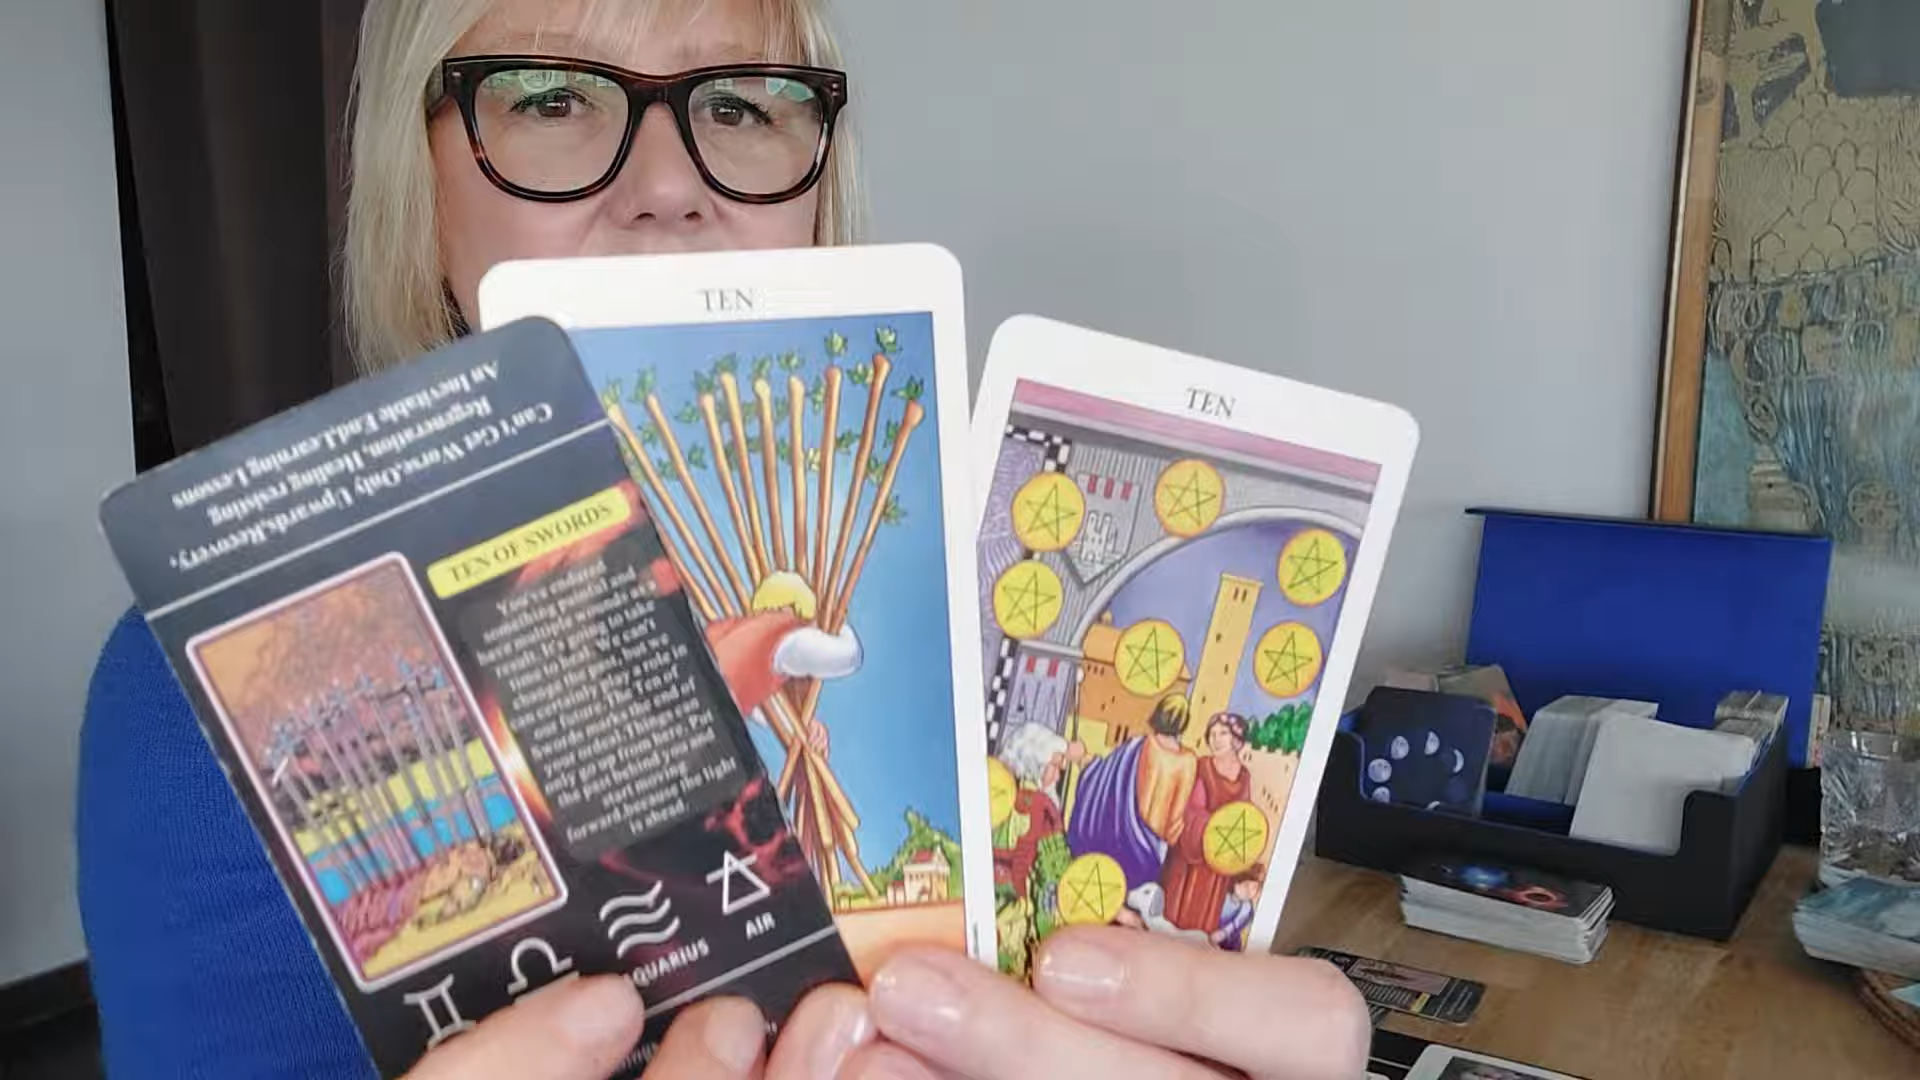 TEN
TEN
Can't Get Worse,Only Upwards,Recovery,
Regeneration, Healing resisting
An Inevitable End,Learning Lessons
TEN OF SWORDS
You've endured
something painful and
have multiple wounds as a
result. It's going to take
time to heal. We can't
change the past, but we
can certainly play a role in
our future. The Ten of
Swords marks the end of
your ordeal. Things can
only go up from here. Put
the past behind you and
start moving
forward,because the light
is ahead.
AQUARIUS
AIR